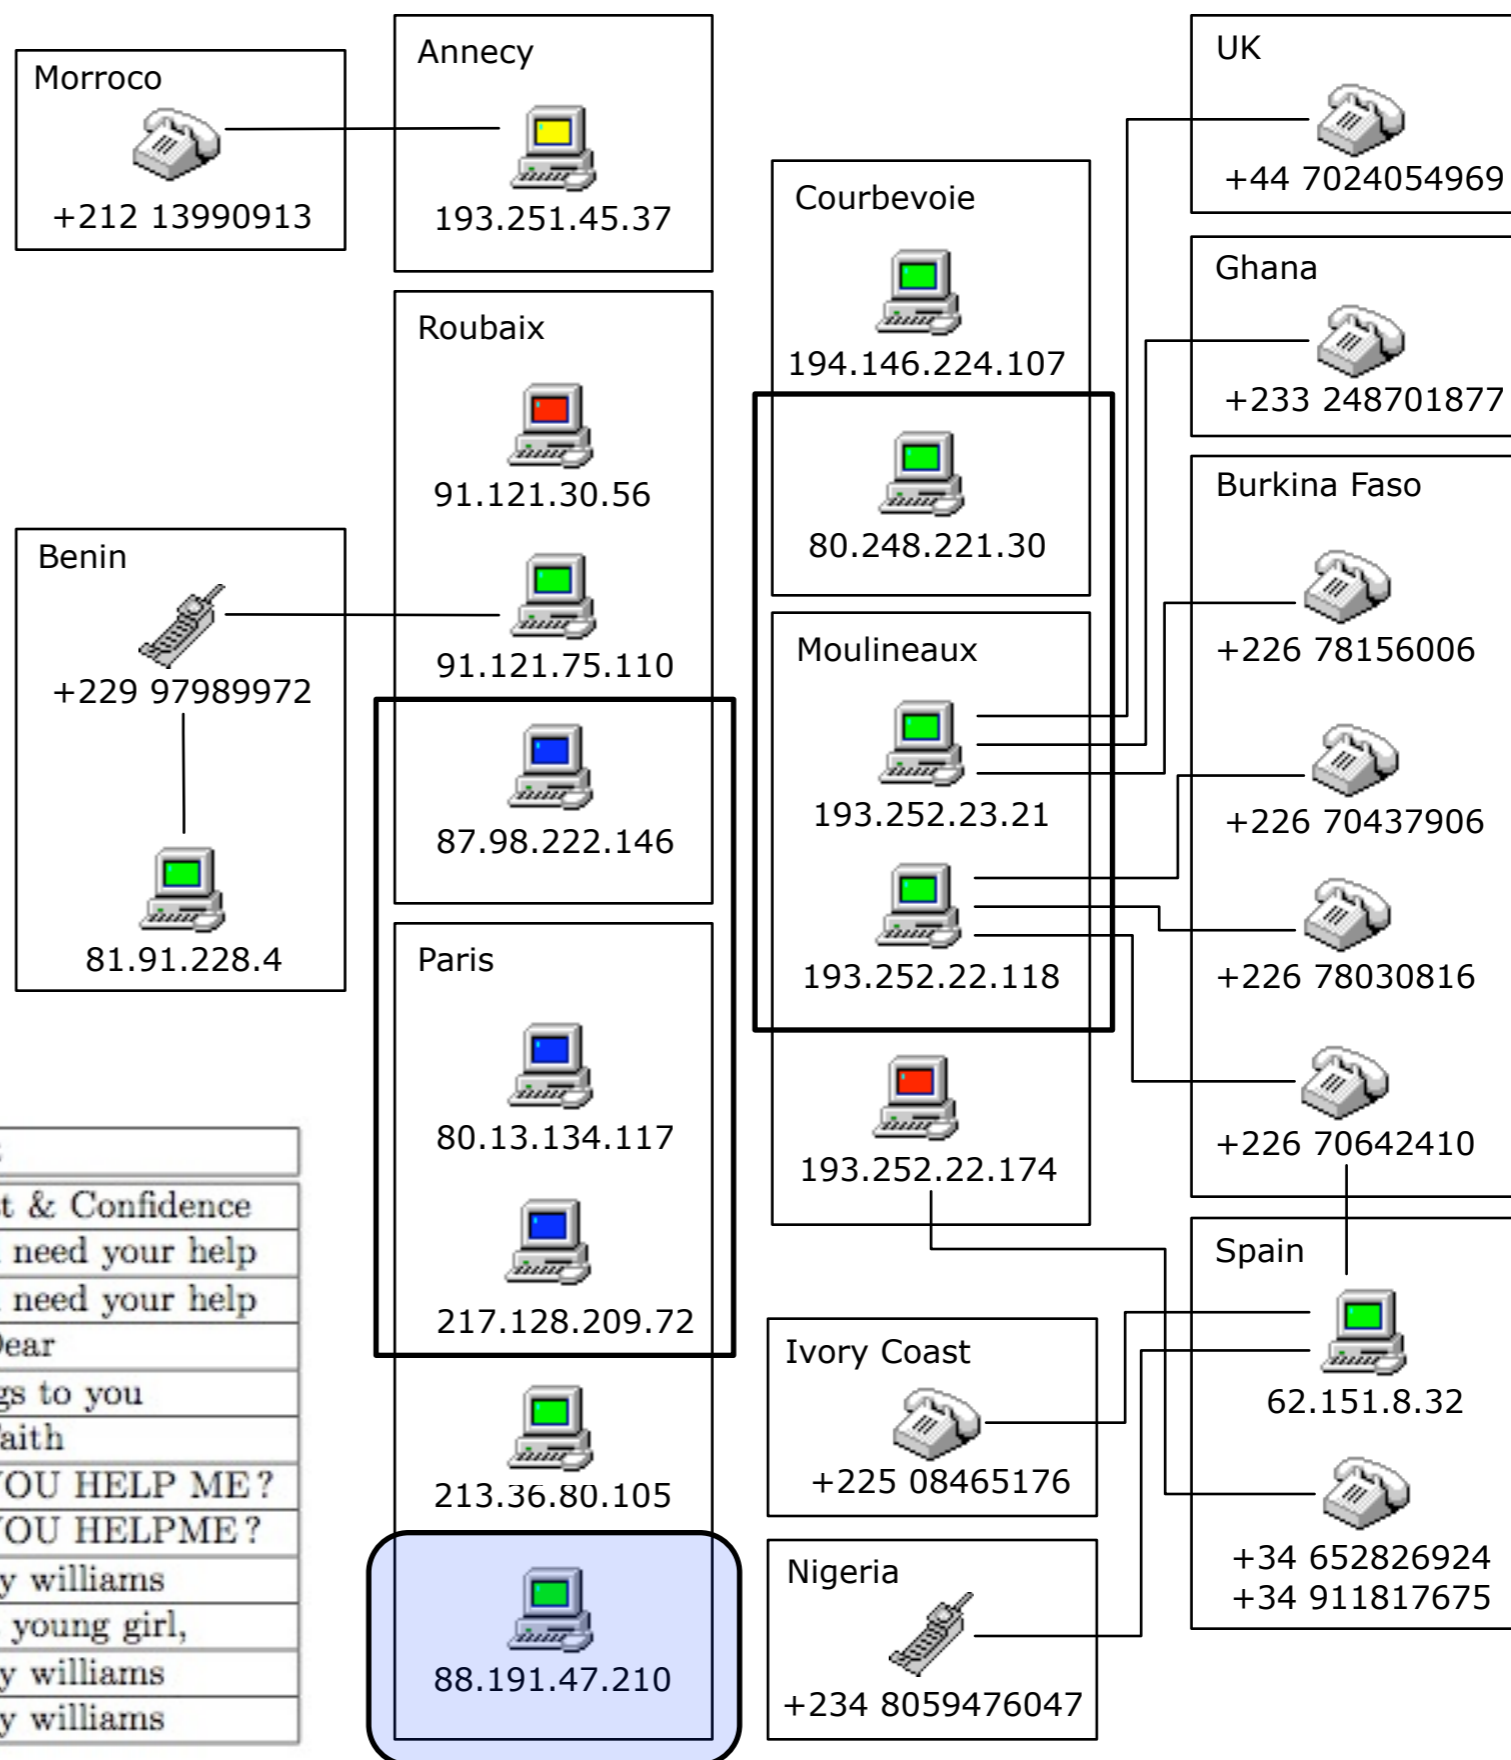 Morroco
+212 13990913
Annecy
193.251.45.37
Roubaix
91.121.30.56
91.121.75.110
87.98.222.146
Benin
+229 97989972
81.91.228.4
Paris
80.13.134.117
217.128.209.72
213.36.80.105
88.191.47.210
Courbevoie
194.146.224.107
80.248.221.30
Moulineaux
193.252.23.21
193.252.22.118
193.252.22.174
Ivory Coast
+225 08465176
Nigeria
+234 8059476047
UK
+44 7024054969
Ghana
+233 248701877
Burkina Faso
+226 78156006
+226 70437906
+226 78030816
+226 70642410
Spain
62.151.8.32
+34 652826924
+34 911817675
& Confidence
need your help
need your help
to you
YOU HELP ME?
YOU HELPME?
williams
young girl,
williams
williams